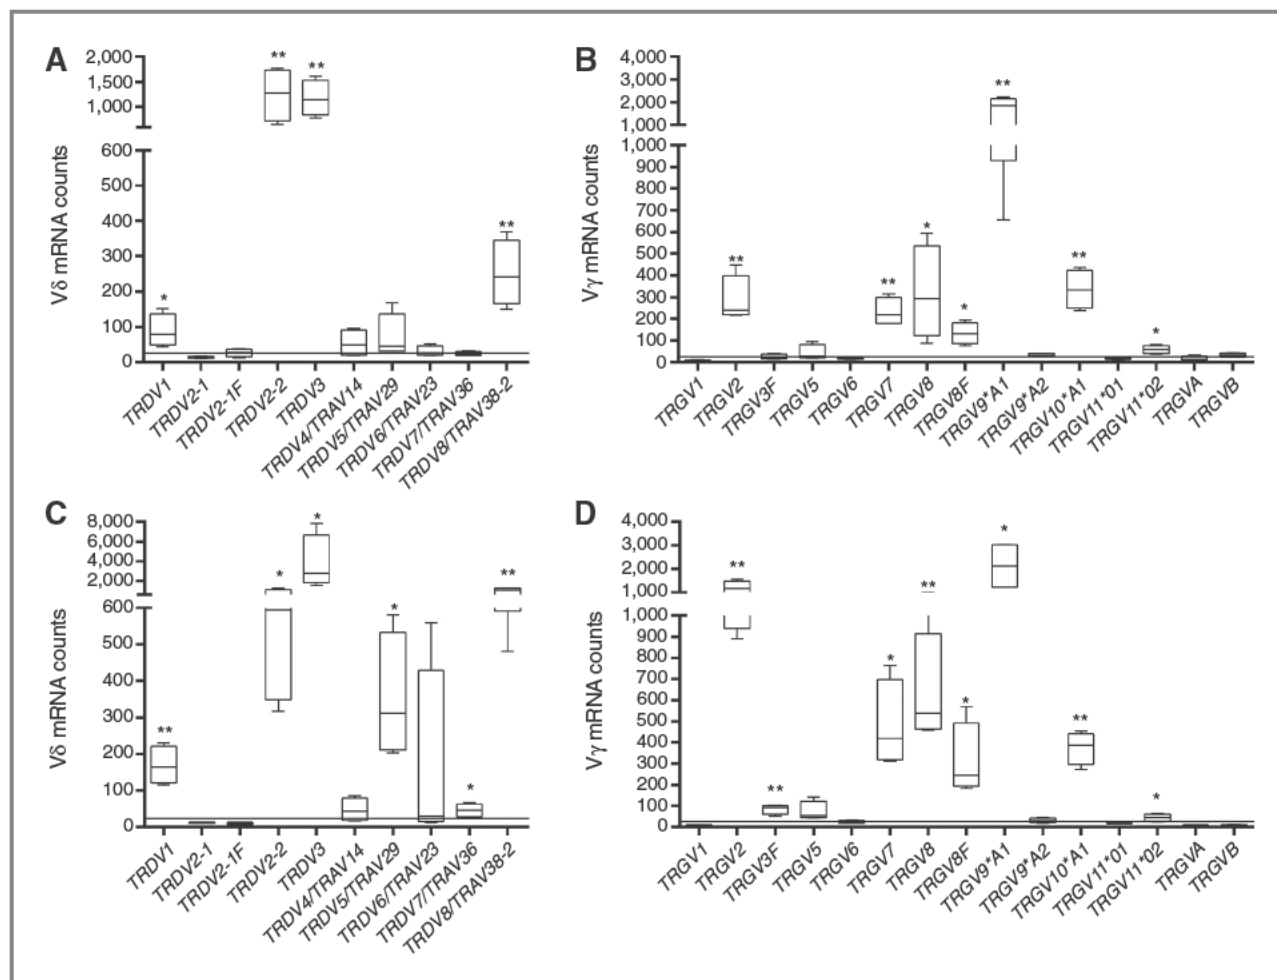 A
2,000
1,500
1,000
600
500
400
300
200
100
0
Vδ mRNA counts
** ** * **
TRDV1
TRDV2-1
TRDV2-1F
TRDV2-2
TRDV3
TRDV4/TRAV14
TRDV5/TRAV29
TRDV6/TRAV23
TRDV7/TRAV36
TRDV8/TRAV38-2
B
4,000
3,000
2,000
1,000
1,000
900
800
700
600
500
400
300
200
100
0
Vγ mRNA counts
** ** * * ** ** *
TRGV1
TRGV2
TRGV3F
TRGV5
TRGV6
TRGV7
TRGV8
TRGV8F
TRGV9*A1
TRGV9*A2
TRGV10*A1
TRGV11*01
TRGV11*02
TRGVA
TRGVB
C
8,000
6,000
4,000
2,000
600
500
400
300
200
100
0
Vδ mRNA counts
** * * * * **
TRDV1
TRDV2-1
TRDV2-1F
TRDV2-2
TRDV3
TRDV4/TRAV14
TRDV5/TRAV29
TRDV6/TRAV23
TRDV7/TRAV36
TRDV8/TRAV38-2
D
4,000
3,000
2,000
1,000
1,000
900
800
700
600
500
400
300
200
100
0
Vγ mRNA counts
** ** * ** * * ** *
TRGV1
TRGV2
TRGV3F
TRGV5
TRGV6
TRGV7
TRGV8
TRGV8F
TRGV9*A1
TRGV9*A2
TRGV10*A1
TRGV11*01
TRGV11*02
TRGVA
TRGVB